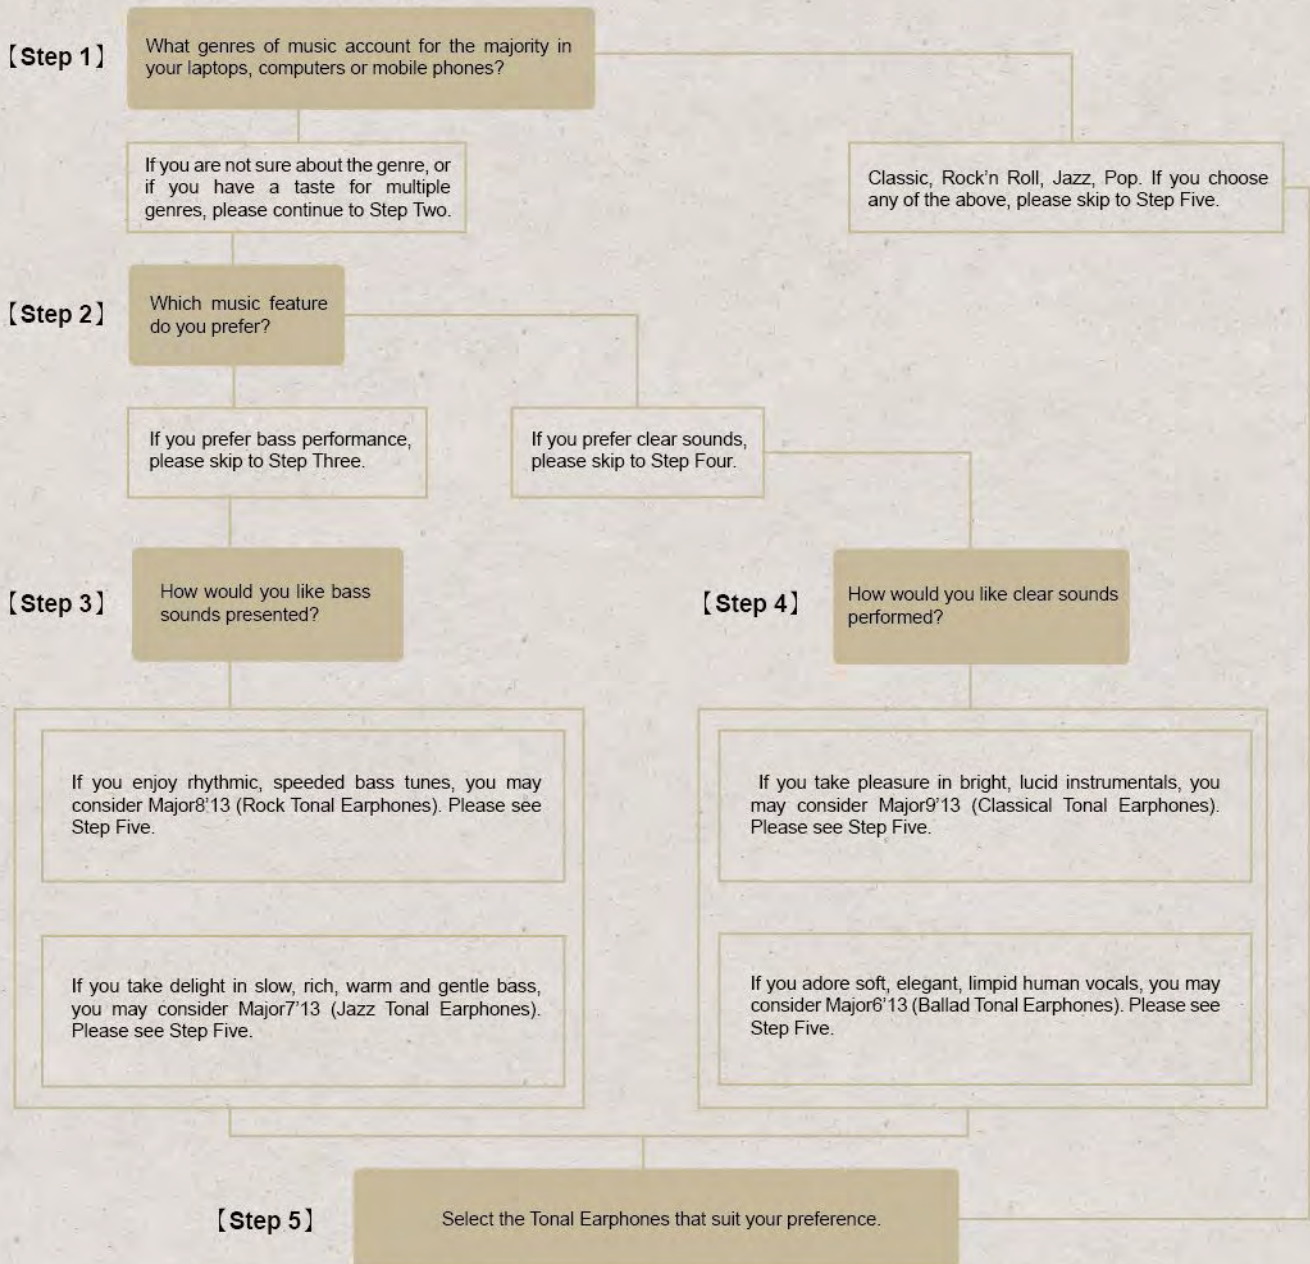 【Step 1】
What genres of music account for the majority in
your laptops, computers or mobile phones?
If you are not sure about the genre, or
if you have a taste for multiple
genres, please continue to Step Two.
Classic, Rock'n Roll, Jazz, Pop. If you choose
any of the above, please skip to Step Five.
【Step 2】
Which music feature
do you prefer?
If you prefer bass performance,
please skip to Step Three.
If you prefer clear sounds,
please skip to Step Four.
【Step 3】
How would you like bass
sounds presented?
【Step 4】
How would you like clear sounds
performed?
If you enjoy rhythmic, speeded bass tunes, you may
consider Major8'13 (Rock Tonal Earphones). Please see
Step Five.
If you take pleasure in bright, lucid instrumentals, you
may consider Major9'13 (Classical Tonal Earphones).
Please see Step Five.
If you take delight in slow, rich, warm and gentle bass,
you may consider Major7'13 (Jazz Tonal Earphones).
Please see Step Five.
If you adore soft, elegant, limpid human vocals, you may
consider Major6'13 (Ballad Tonal Earphones). Please see
Step Five.
【Step 5】
Select the Tonal Earphones that suit your preference.